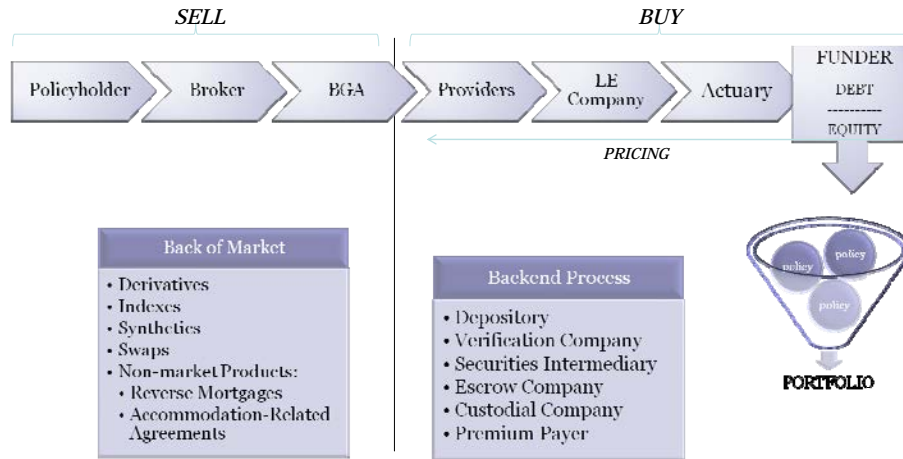 SELL
BUY
Policyholder
Broker
BGA
Providers
LE
Company
Actuary
FUNDER
DEBT
----------
EQUITY
PRICING
Back of Market
• Derivatives
• Indexes
• Synthetics
• Swaps
• Non-market Products:
• Reverse Mortgages
• Accommodation-Related
Agreements
Backend Process
• Depository
• Verification Company
• Securities Intermediary
• Escrow Company
• Custodial Company
• Premium Payer
policy
policy
policy
PORTFOLIO